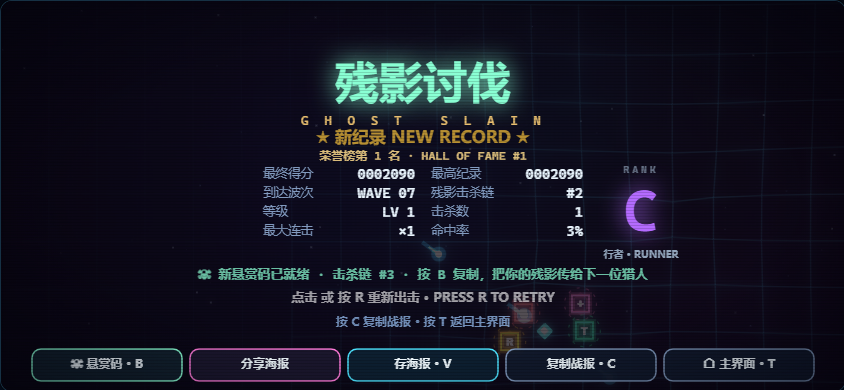 残影讨伐
GHOST SLAIN
★ 新纪录 NEW RECORD ★
荣誉榜第 1 名 · HALL OF FAME #1
最终得分 0002090 最高纪录 0002090
到达波次 WAVE 07 残影击杀链 #2
等级 LV 1 击杀数 1
最大连击 ×1 命中率 3%
RANK
C
行者·RUNNER
新悬赏码已就绪 · 击杀链 #3 · 按 B 复制，把你的残影传给下一位猎人
点击 或 按 R 重新出击·PRESS R TO RETRY
按 C 复制战报·按 T 返回主界面
T
R
悬赏码·B
分享海报
存海报·V
复制战报·C
主界面·T